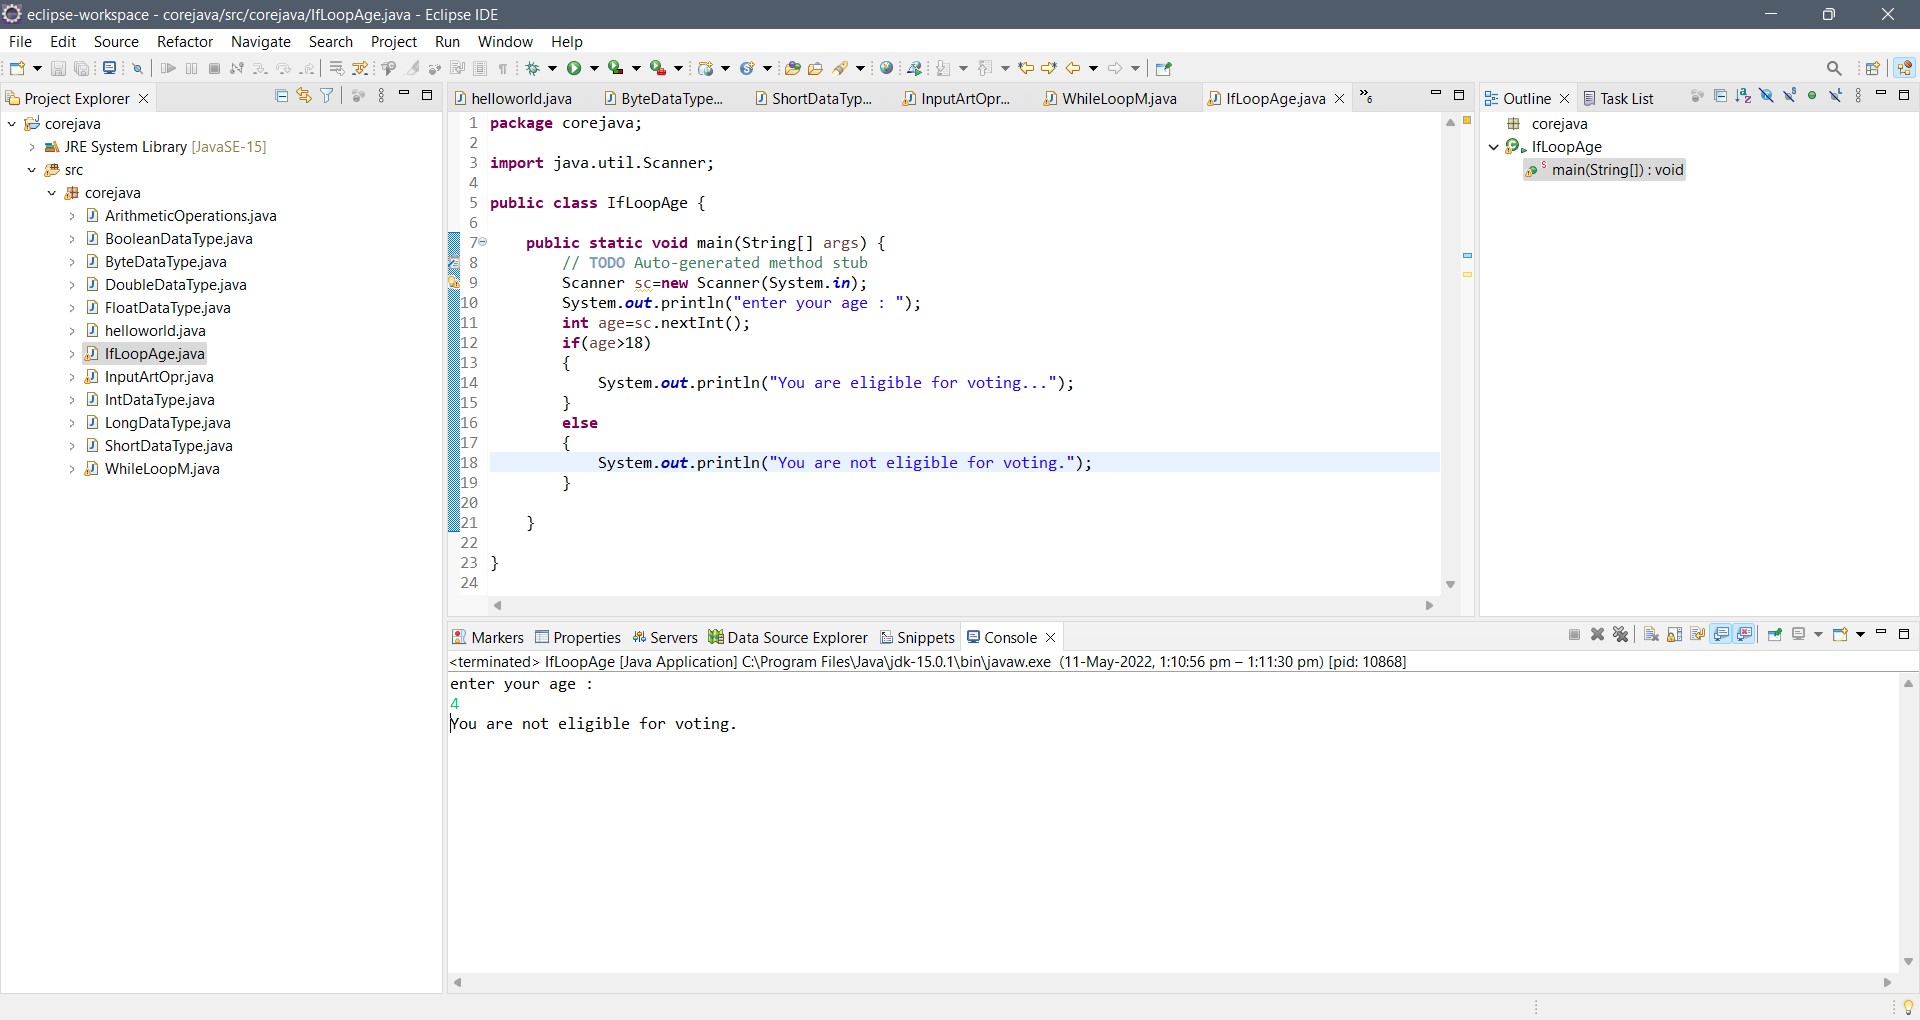 eclipse-workspace - corejava/src/corejava/IfLoopAge.java - Eclipse IDE
File Edit Source Refactor Navigate Search Project Run Window Help
Project Explorer
corejava
JRE System Library [JavaSE-15]
src
corejava
ArithmeticOperations.java
BooleanDataType.java
ByteDataType.java
DoubleDataType.java
FloatDataType.java
helloworld.java
IfLoopAge.java
InputArtOpr.java
IntDataType.java
LongDataType.java
ShortDataType.java
WhileLoopM.java
helloworld.java ByteDataType... ShortDataTyp... InputArtOpr... WhileLoopM.java IfLoopAge.java »6
1 package corejava;
2
3 import java.util.Scanner;
4
5 public class IfLoopAge {
6
7 public static void main(String[] args) {
8 // TODO Auto-generated method stub
9 Scanner sc=new Scanner(System.in);
10 System.out.println("enter your age : ");
11 int age=sc.nextInt();
12 if(age>18)
13 {
14 System.out.println("You are eligible for voting...");
15 }
16 else
17 {
18 System.out.println("You are not eligible for voting.");
19 }
20
21 }
22
23 }
24
Outline Task List
corejava
IfLoopAge
main(String[]) : void
Markers Properties Servers Data Source Explorer Snippets Console
<terminated> IfLoopAge [Java Application] C:\Program Files\Java\jdk-15.0.1\bin\javaw.exe (11-May-2022, 1:10:56 pm – 1:11:30 pm) [pid: 10868]
enter your age :
4
You are not eligible for voting.